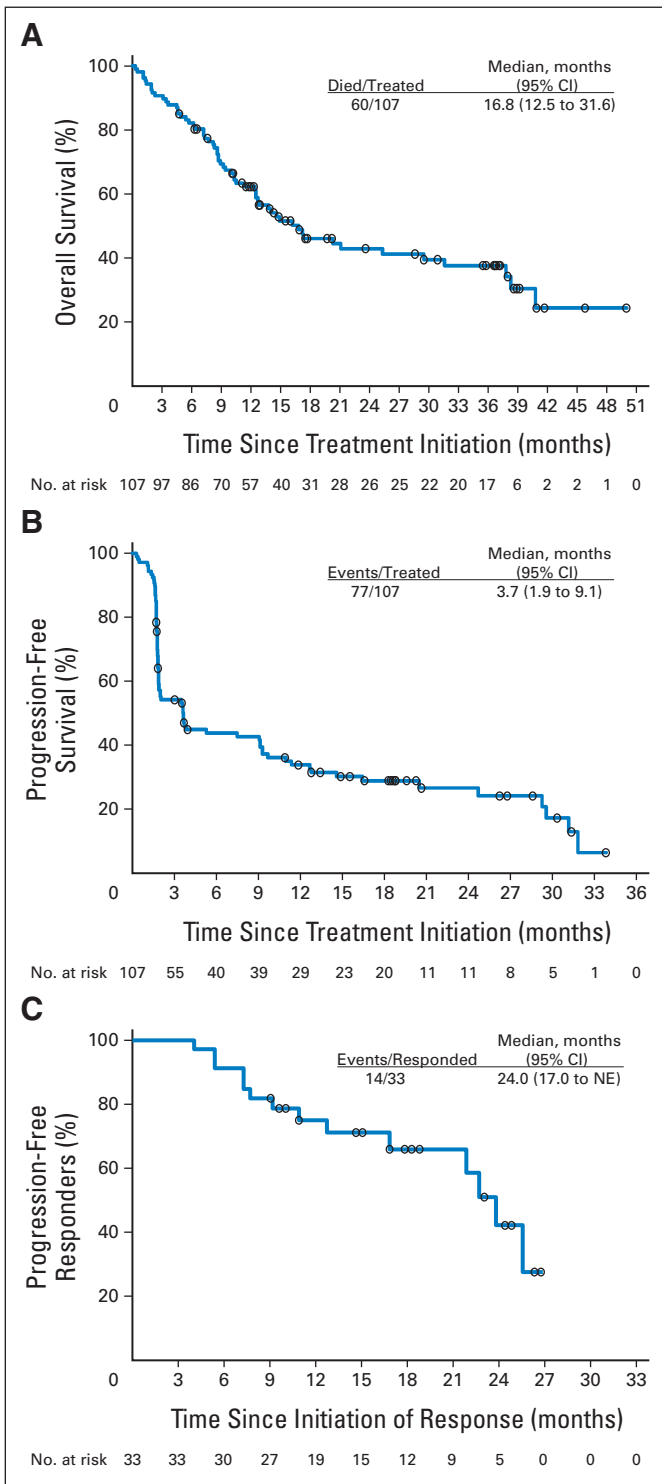 A
Median, months
Died/Treated (95% CI)
60/107 16.8 (12.5 to 31.6)
100
80
60
40
20
Overall Survival (%)
0 3 6 9 12 15 18 21 24 27 30 33 36 39 42 45 48 51
Time Since Treatment Initiation (months)
No. at risk 107 97 86 70 57 40 31 28 26 25 22 20 17 6 2 2 1 0
B
Median, months
Events/Treated (95% CI)
77/107 3.7 (1.9 to 9.1)
100
80
60
40
20
Progression-Free
Survival (%)
0 3 6 9 12 15 18 21 24 27 30 33 36
Time Since Treatment Initiation (months)
No. at risk 107 55 40 39 29 23 20 11 11 8 5 1 0
C
Median, months
Events/Responded (95% CI)
14/33 24.0 (17.0 to NE)
100
80
60
40
20
Progression-Free
Responders (%)
0 3 6 9 12 15 18 21 24 27 30 33
Time Since Initiation of Response (months)
No. at risk 33 33 30 27 19 15 12 9 5 0 0 0